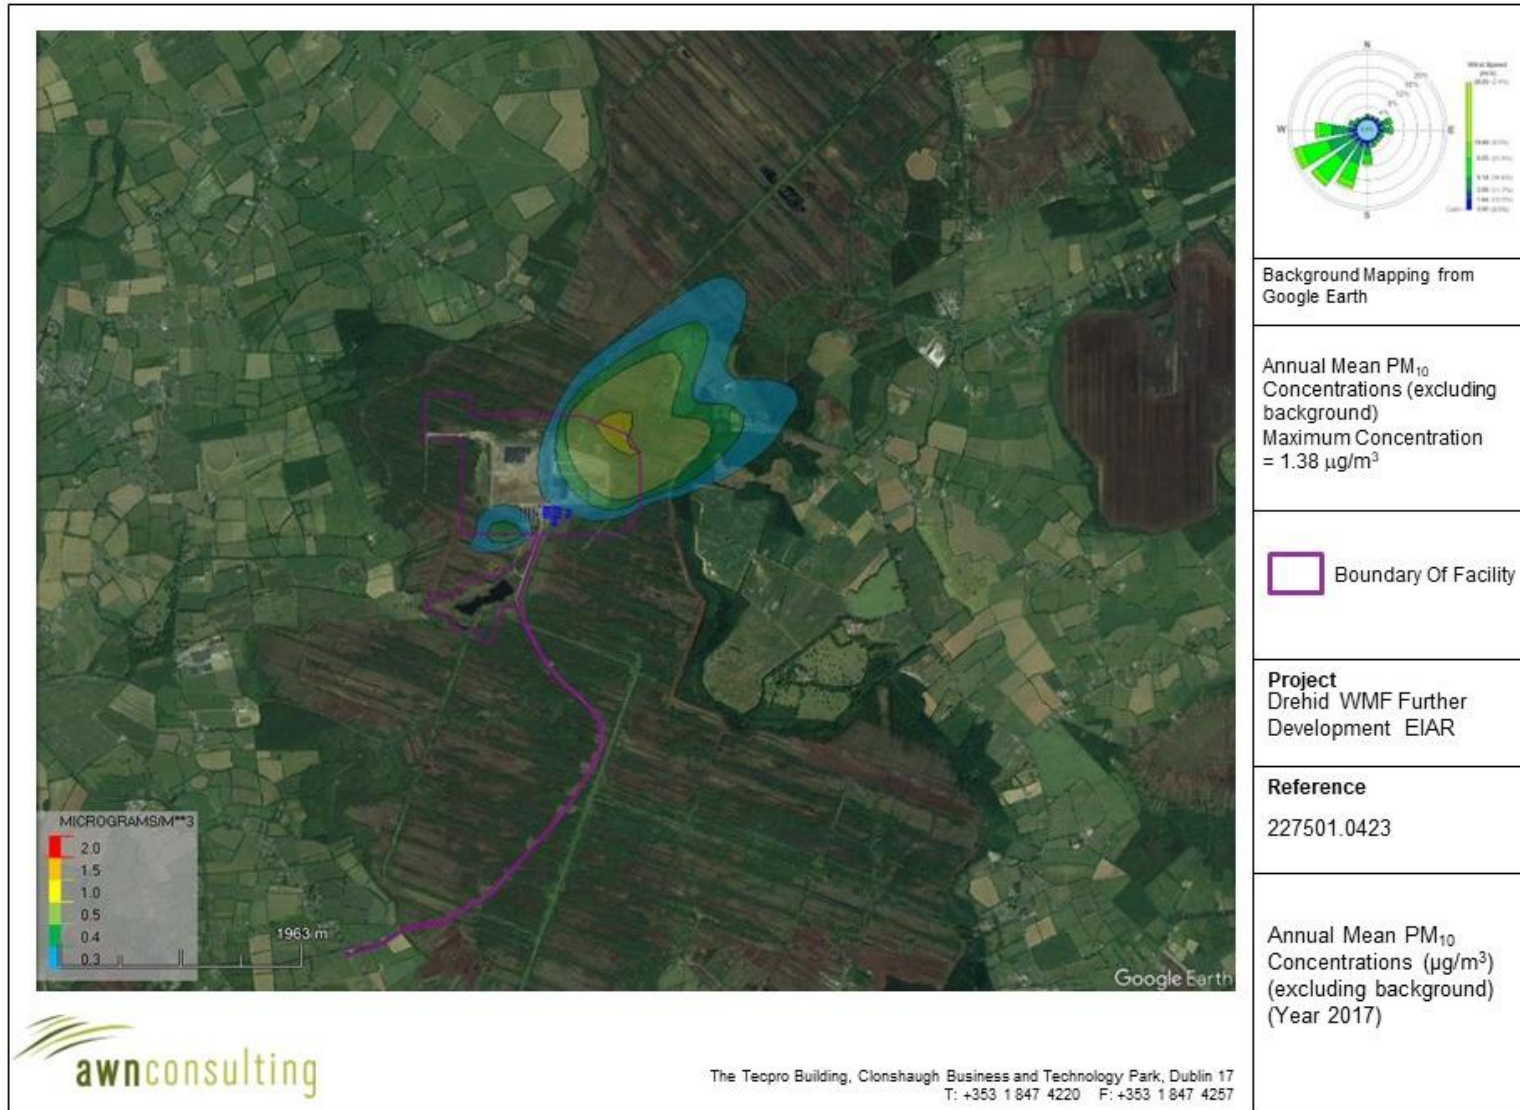 N
W
S
Wind Speed
(m/s)
Background Mapping from
Google Earth
Annual Mean PM₁₀
Concentrations (excluding
background)
Maximum Concentration
= 1.38 µg/m³
Boundary Of Facility
Project
Drehid WMF Further
Development EIAR
Reference
227501.0423
Annual Mean PM₁₀
Concentrations (µg/m³)
(excluding background)
(Year 2017)
MICROGRAMS/M**3
2.0
1.5
1.0
0.5
0.4
0.3
1963 m
Google Earth
awnconsulting
The Tecpro Building, Clonshaugh Business and Technology Park, Dublin 17
T: +353 1 847 4220 F: +353 1 847 4257